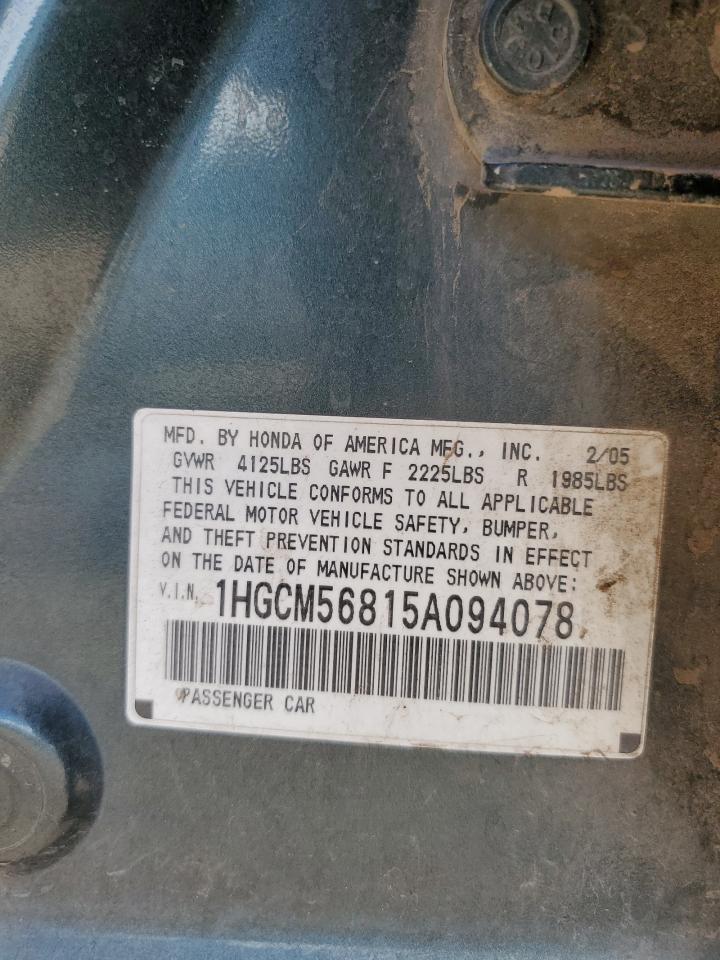 MFD. BY HONDA OF AMERICA MFG., INC. 2/05
GVWR 4125LBS GAWR F 2225LBS R 1985LBS
THIS VEHICLE CONFORMS TO ALL APPLICABLE
FEDERAL MOTOR VEHICLE SAFETY, BUMPER,
AND THEFT PREVENTION STANDARDS IN EFFECT
ON THE DATE OF MANUFACTURE SHOWN ABOVE:
V.I.N. 1HGCM56815A094078
PASSENGER CAR